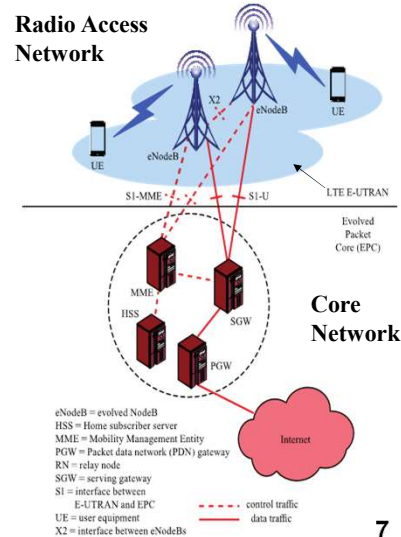 Radio Access
Network
X2
eNodeB
UE
eNodeB
UE
LTE E-UTRAN
S1-MME
S1-U
Evolved
Packet
Core (EPC)
MME
SGW
HSS
Core
Network
PGW
Internet
eNodeB = evolved NodeB
HSS = Home subscriber server
MME = Mobility Management Entity
PGW = Packet data network (PDN) gateway
RN = relay node
SGW = serving gateway
S1 = interface between
E-UTRAN and EPC
UE = user equipment
X2 = interface between eNodeBs
control traffic
data traffic
7